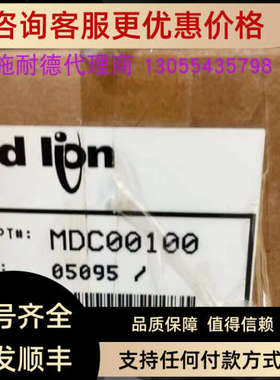 咨询客服更优惠价格
施耐德代理商 13055435798
d lion
PT#: MDC00100
05095 /
号齐全
品质保障 值得信赖
发顺丰
支持任何付款方式